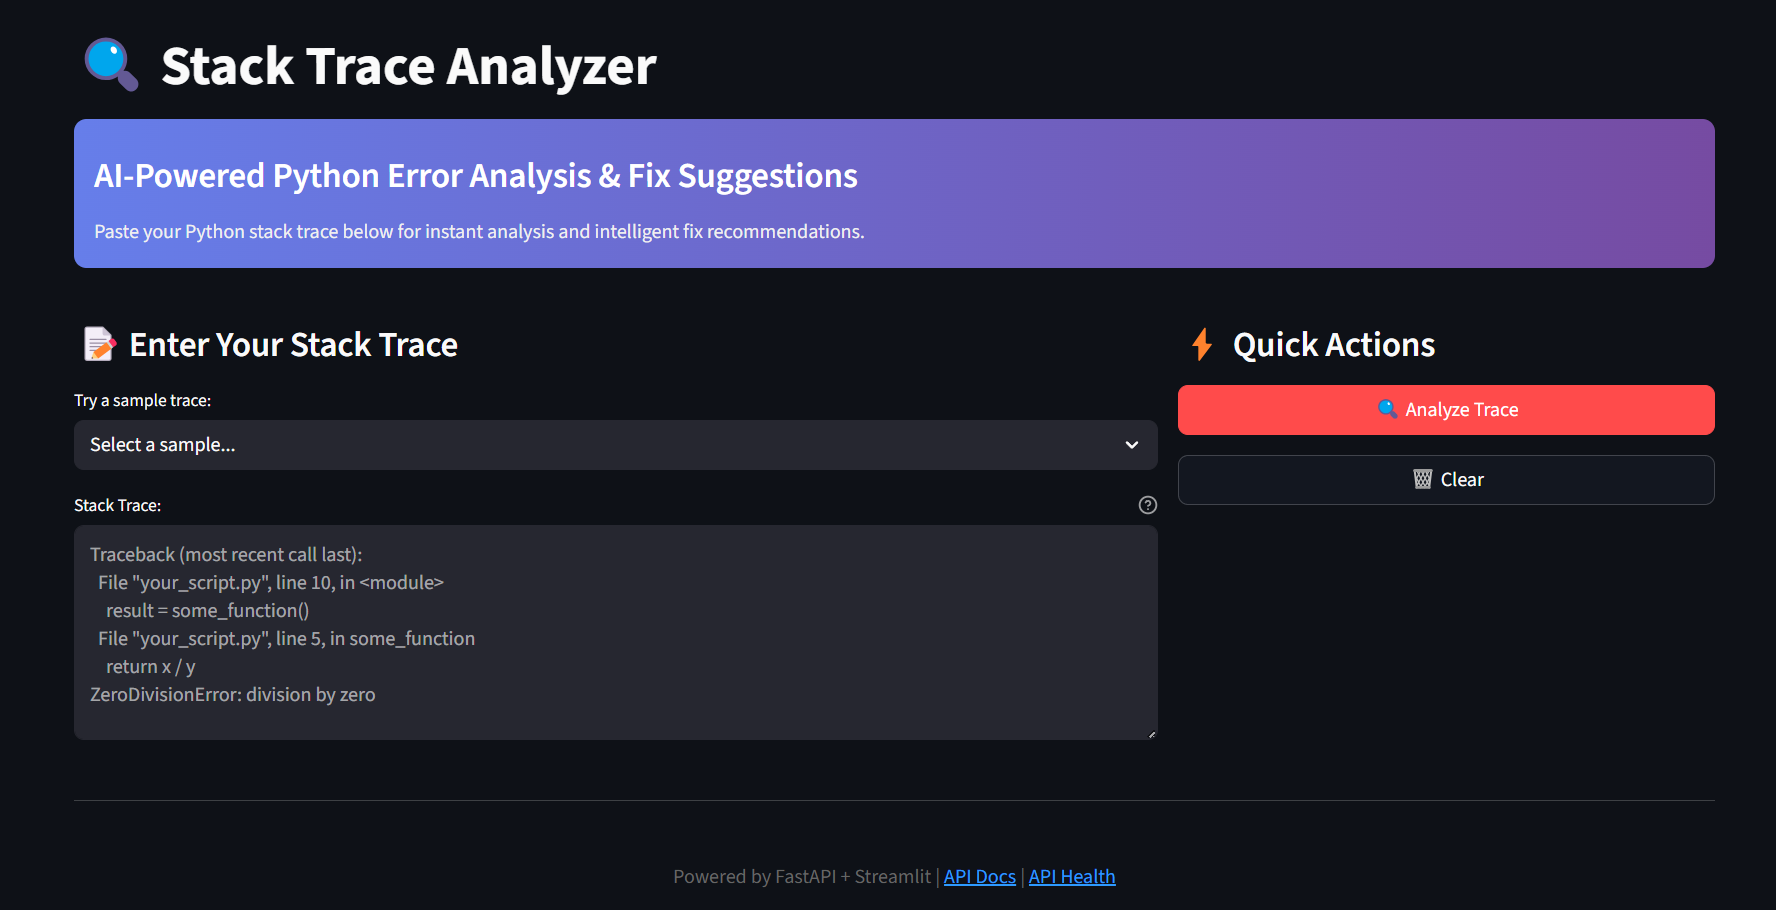 Stack Trace Analyzer
AI-Powered Python Error Analysis & Fix Suggestions
Paste your Python stack trace below for instant analysis and intelligent fix recommendations.
Enter Your Stack Trace
Try a sample trace:
Select a sample...
Stack Trace:
Traceback (most recent call last):
  File "your_script.py", line 10, in <module>
    result = some_function()
  File "your_script.py", line 5, in some_function
    return x / y
ZeroDivisionError: division by zero
Quick Actions
Analyze Trace
Clear
Powered by FastAPI + Streamlit | API Docs | API Health